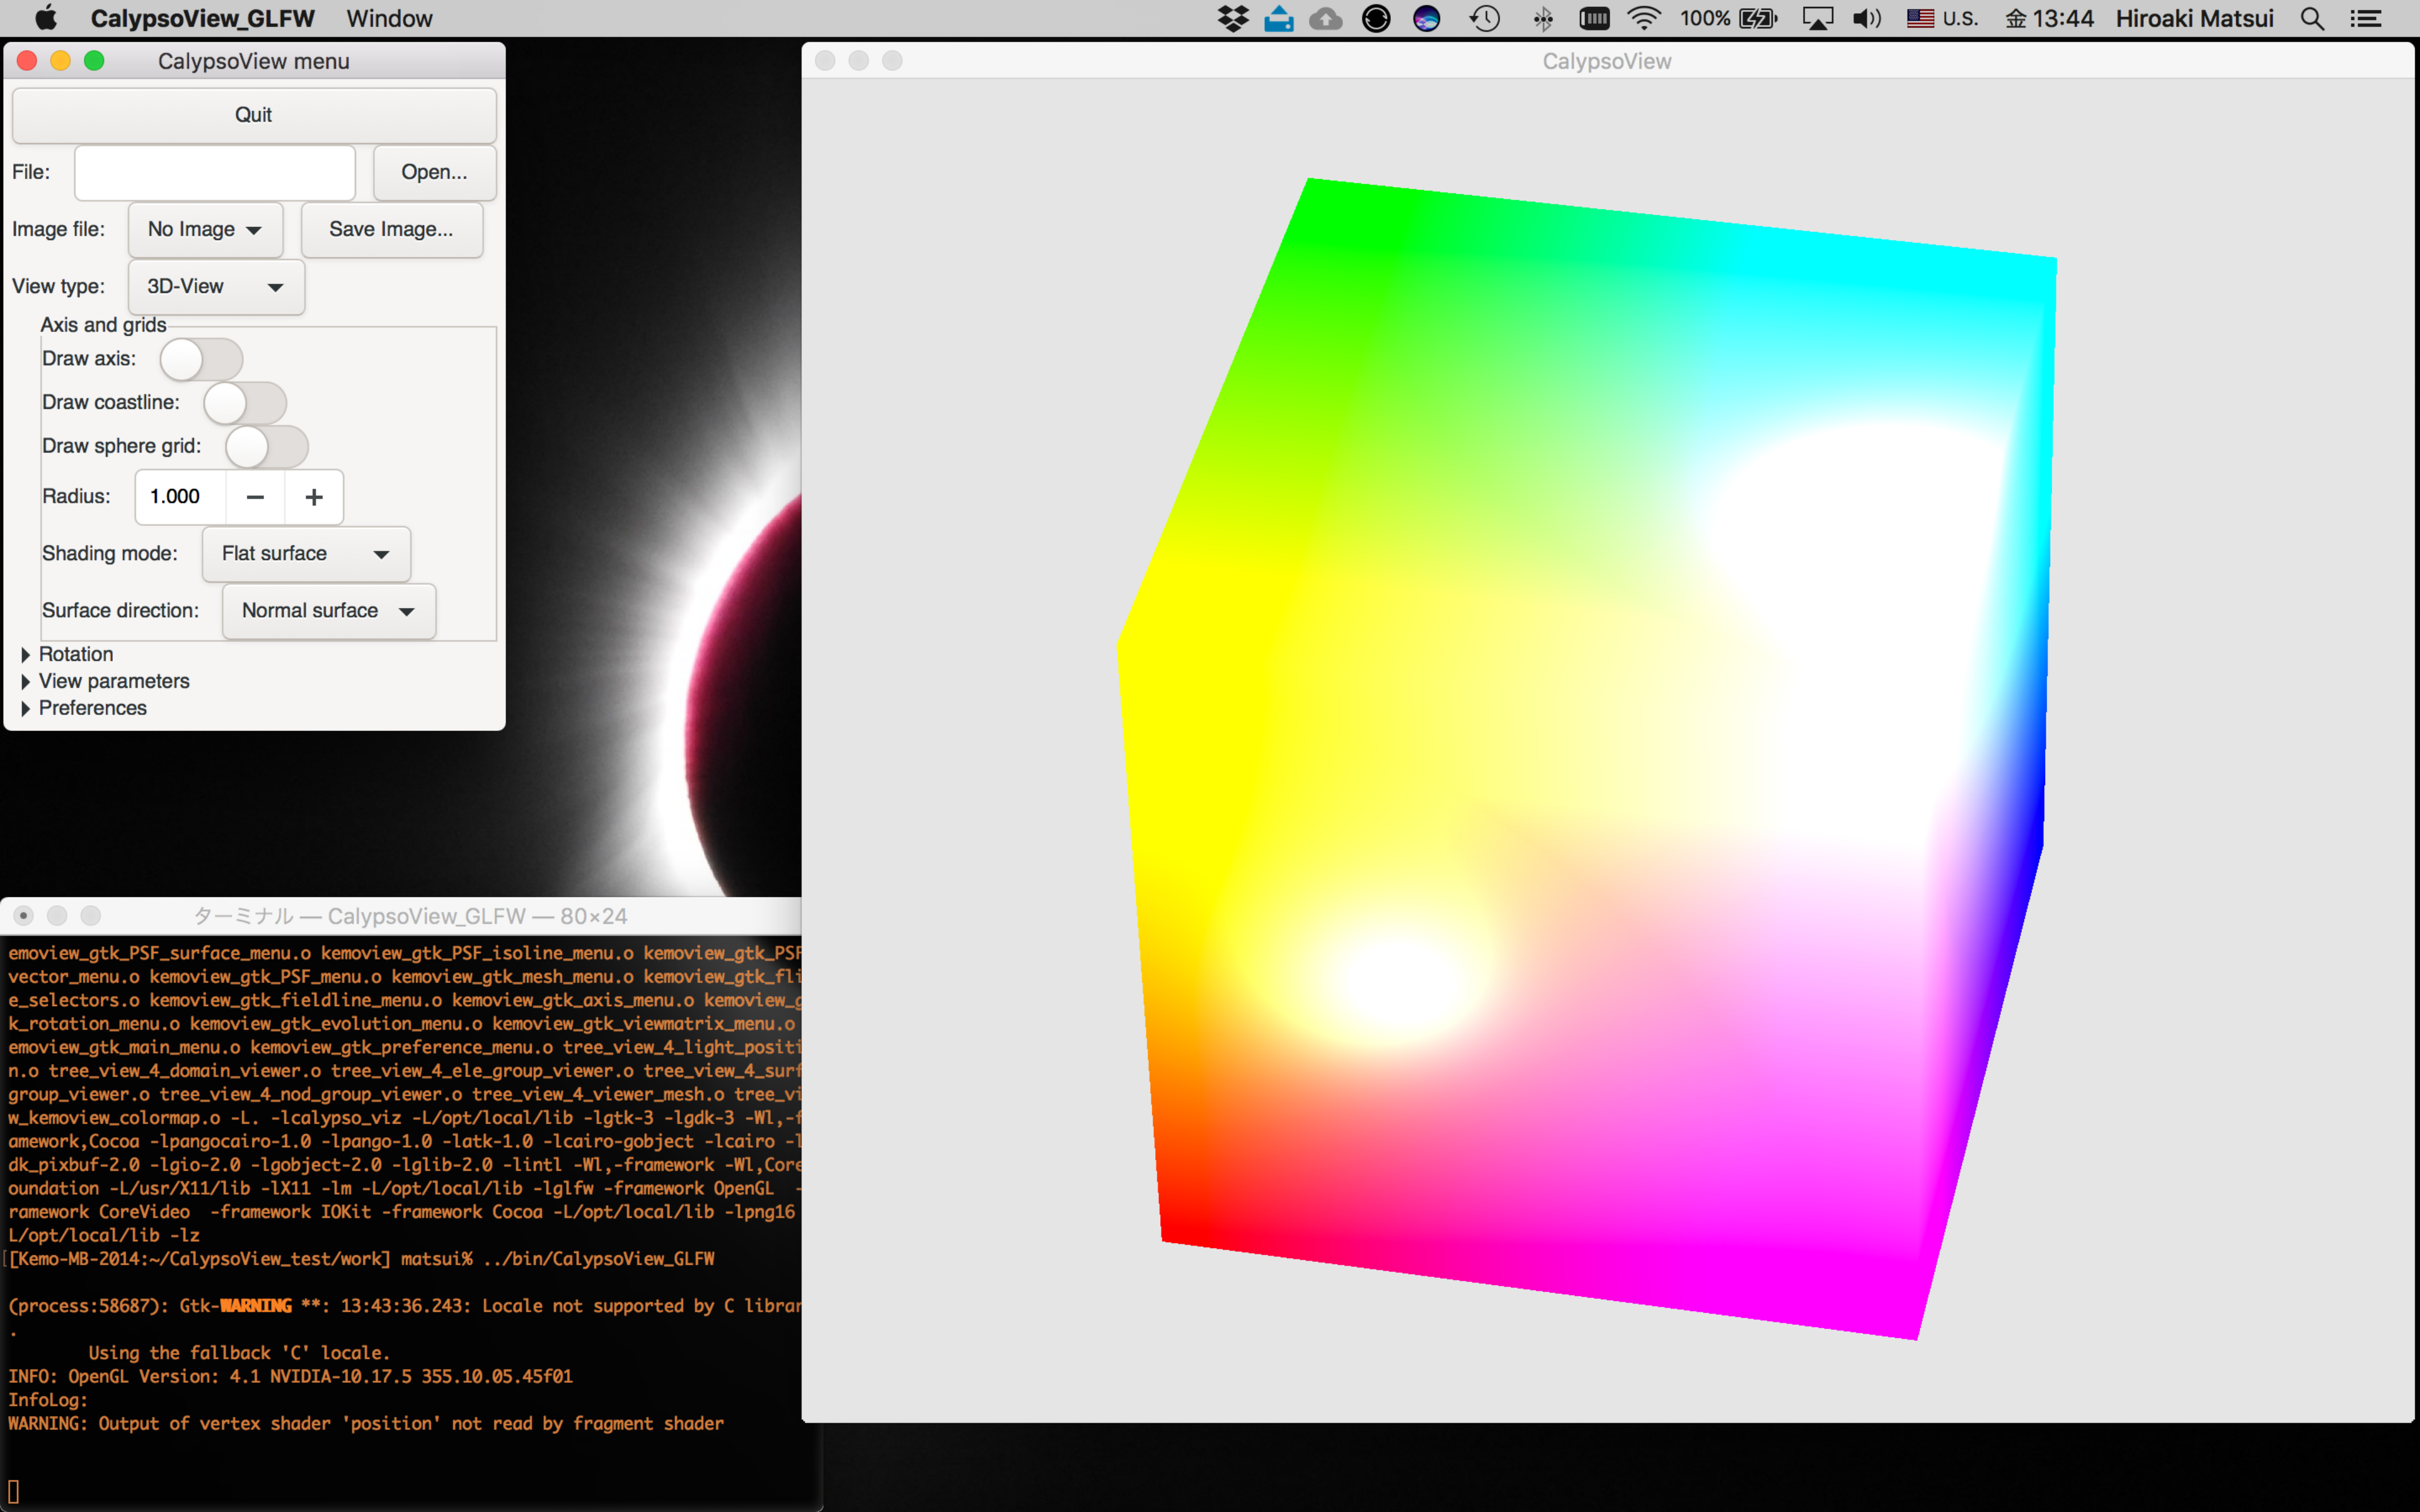 CalypsoView_GLFW Window 100% U.S. 金 13:44 Hiroaki Matsui
CalypsoView menu
Quit
File: Open...
Image file: No Image Save Image...
View type: 3D-View
Axis and grids
Draw axis:
Draw coastline:
Draw sphere grid:
Radius: 1.000 − +
Shading mode: Flat surface
Surface direction: Normal surface
Rotation
View parameters
Preferences
CalypsoView
ターミナル — CalypsoView_GLFW — 80×24
emoview_gtk_PSF_surface_menu.o kemoview_gtk_PSF_isoline_menu.o kemoview_gtk_PSF
vector_menu.o kemoview_gtk_PSF_menu.o kemoview_gtk_mesh_menu.o kemoview_gtk_fli
e_selectors.o kemoview_gtk_fieldline_menu.o kemoview_gtk_axis_menu.o kemoview_g
k_rotation_menu.o kemoview_gtk_evolution_menu.o kemoview_gtk_viewmatrix_menu.o
emoview_gtk_main_menu.o kemoview_gtk_preference_menu.o tree_view_4_light_positi
n.o tree_view_4_domain_viewer.o tree_view_4_ele_group_viewer.o tree_view_4_surf
group_viewer.o tree_view_4_nod_group_viewer.o tree_view_4_viewer_mesh.o tree_vi
w_kemoview_colormap.o -L. -lcalypso_viz -L/opt/local/lib -lgtk-3 -lgdk-3 -Wl,-f
amework,Cocoa -lpangocairo-1.0 -lpango-1.0 -latk-1.0 -lcairo-gobject -lcairo -l
dk_pixbuf-2.0 -lgio-2.0 -lgobject-2.0 -lglib-2.0 -lintl -Wl,-framework -Wl,Core
oundation -L/usr/X11/lib -lX11 -lm -L/opt/local/lib -lglfw -framework OpenGL -
ramework CoreVideo -framework IOKit -framework Cocoa -L/opt/local/lib -lpng16
L/opt/local/lib -lz
[[Kemo-MB-2014:~/CalypsoView_test/work] matsui% ../bin/CalypsoView_GLFW
(process:58687): Gtk-WARNING **: 13:43:36.243: Locale not supported by C librar
.
Using the fallback 'C' locale.
INFO: OpenGL Version: 4.1 NVIDIA-10.17.5 355.10.05.45f01
InfoLog:
WARNING: Output of vertex shader 'position' not read by fragment shader